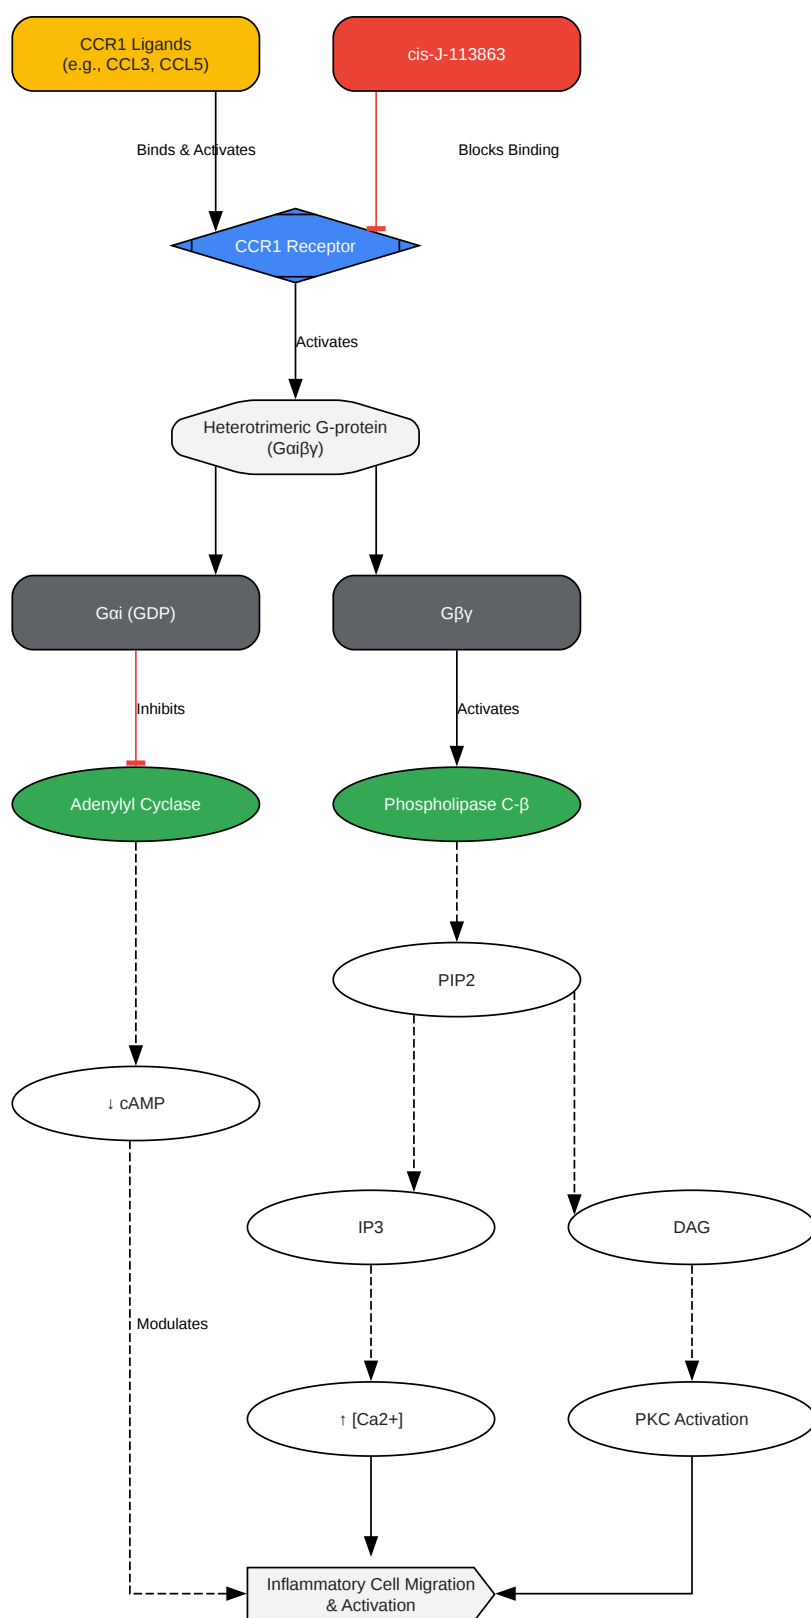 CCR1 Ligands
(e.g., CCL3, CCL5)
cis-J-113863
Binds & Activates
Blocks Binding
CCR1 Receptor
Activates
Heterotrimeric G-protein
(Gαiβγ)
Gαi (GDP)
Gβγ
Inhibits
Activates
Adenylyl Cyclase
Phospholipase C-β
PIP2
↓ cAMP
IP3
DAG
Modulates
↑ [Ca2+]
PKC Activation
Inflammatory Cell Migration
& Activation